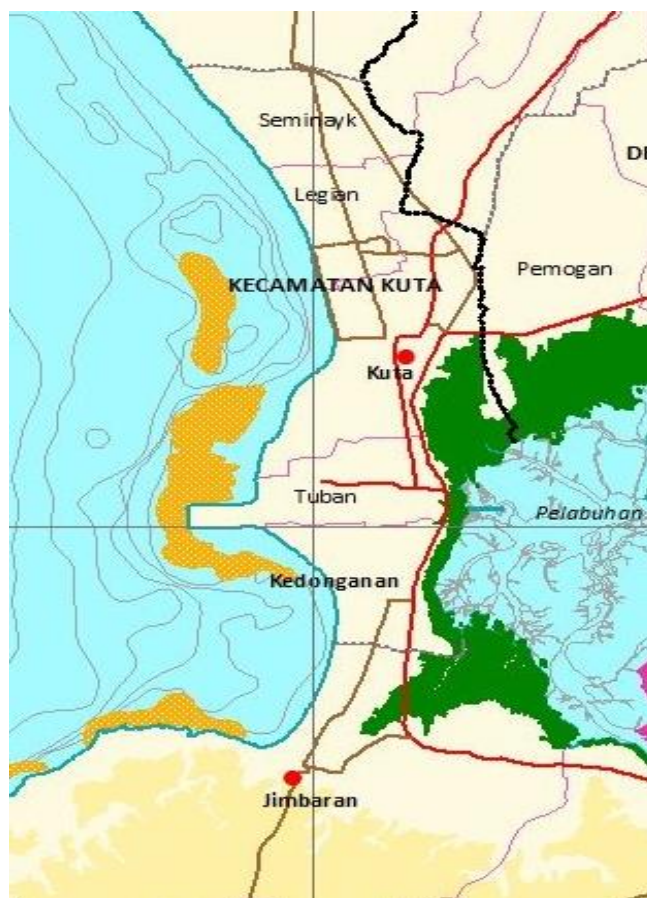 Seminayk
DE
Legian
Pemogan
KECAMATAN KUTA
Kuta
Tuban
Pelabuhan
Kedonganan
Jimbaran